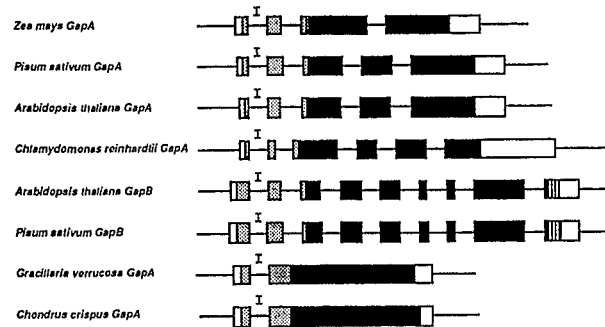 I
Zea mays GapA
I
Pisum sativum GapA
I
Arabidopsis thaliana GapA
I
Chlamydomonas reinhardtii GapA
I
Arabidopsis thaliana GapB
I
Pisum sativum GapB
I
Gracillaria verrucosa GapA
I
Chondrus crispus GapA